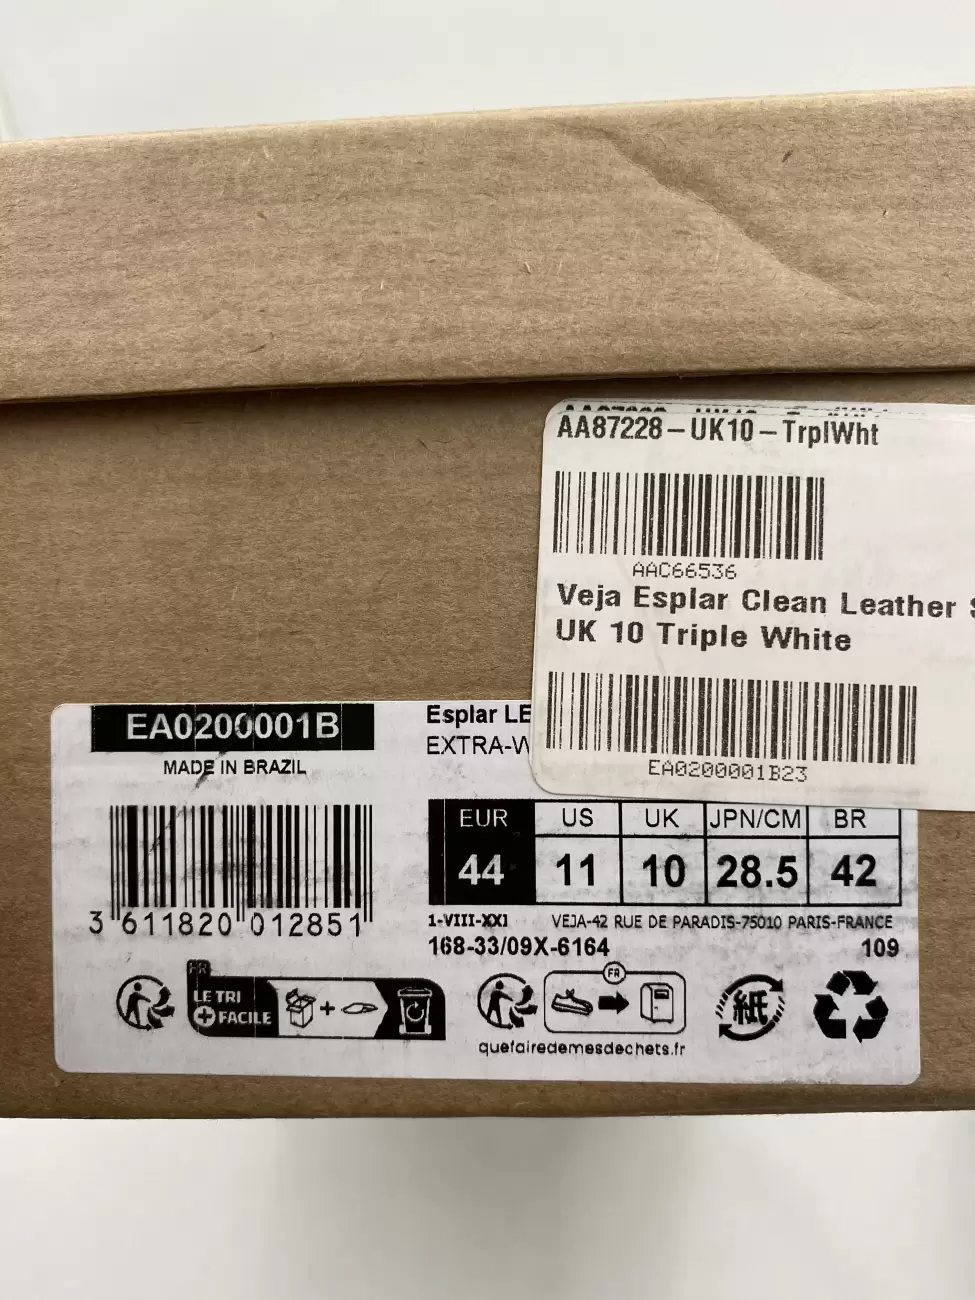 AA87228-UK10-TrplWht
AAC66536
Veja Esplar Clean Leather
UK 10 Triple White
EA0200001B23
EA0200001B
MADE IN BRAZIL
3 611820 012851
Esplar LE
EXTRA-W
EUR US UK JPN/CM BR
44 11 10 28.5 42
1-VIII-XXI VEJA-42 RUE DE PARADIS-75010 PARIS-FRANCE
168-33/09X-6164 109
FR
LE TRI
+ FACILE
FR
quefairedemesdechets.fr
紙